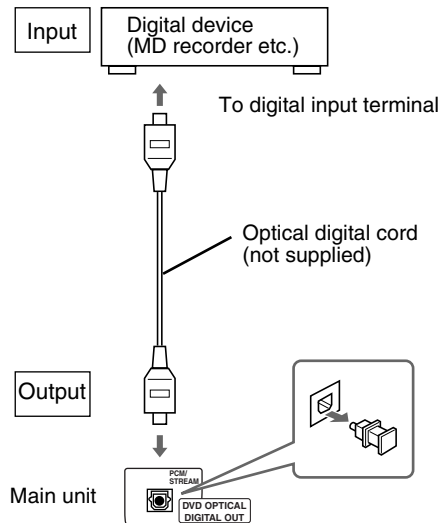 Input
Digital device
(MD recorder etc.)
To digital input terminal
Optical digital cord
(not supplied)
Output
Main unit
PCM/
STREAM
DVD OPTICAL
DIGITAL OUT